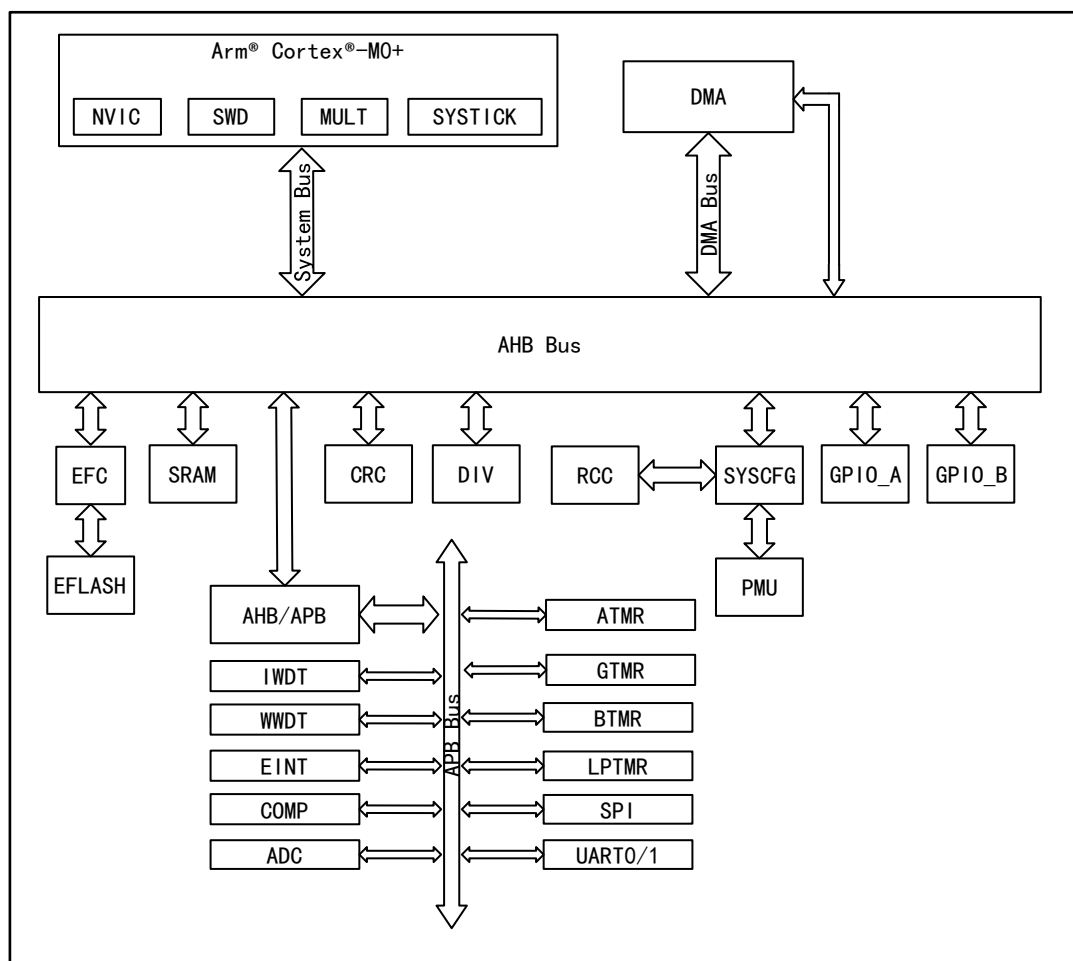 Arm® Cortex®-M0+
NVIC
SWD
MULT
SYSTICK
DMA
System Bus
DMA Bus
AHB Bus
EFC
SRAM
CRC
DIV
RCC
SYSCFG
GPIO_A
GPIO_B
EFLASH
PMU
AHB/APB
ATMR
IWDT
GTMR
WWDT
BTMR
APB Bus
EINT
LPTMR
COMP
SPI
ADC
UART0/1